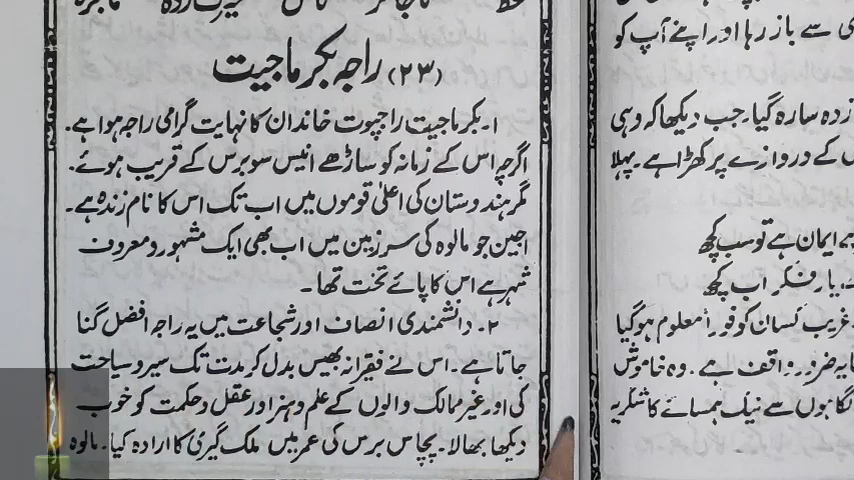 (۲۳) راجہ بکرماجیت
۱۔ بکرماجیت راجپوت خاندان کا نہایت گرامی راجہ ہوا ہے۔
اگرچہ اس کے زمانہ کو ساڑھے انیس سو برس کے قریب ہوئے۔
مگر ہندوستان کی اعلیٰ قوموں میں اب تک اس کا نام زندہ ہے۔
اجین جو مالوہ کی سرزمین میں اب بھی ایک مشہور و معروف
شہر ہے اس کا پائے تخت تھا۔
۲۔ دانشمندی انصاف اور شجاعت میں یہ راجہ افضل گنا
جاتا ہے۔ اس نے فقیرانہ بھیس بدل کر مدت تک سیر و سیاحت
کی اور غیر ممالک والوں کے علم و ہنر اور عقل و حکمت کو خوب
دیکھا بھالا۔ پچاس برس کی عمر میں ملک گیری کا ارادہ کیا۔ مالوہ
ی سے باز رہا اور اپنے آپ کو
زدہ سارہ گیا۔ جب دیکھا کہ وہی
کے دروازے پر کھڑا ہے۔ پہلا
ایمان ہے تو سب کچھ
یار فکر اب کچھ
غریب کسان کو فوراً معلوم ہو گیا
یہ ضرور واقف ہے۔ وہ خاموش
نگاہوں سے نیک ہمسائے کا شکریہ